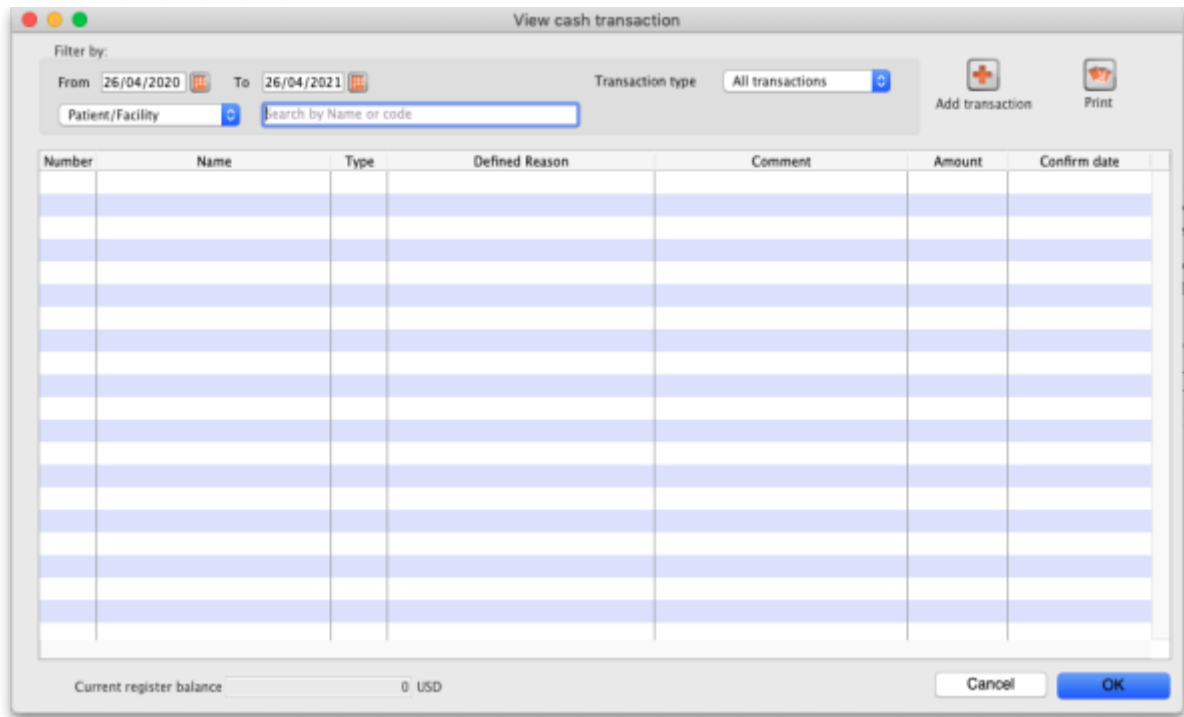 View cash transaction
Filter by:
From 26/04/2020 To 26/04/2021 Transaction type All transactions
Add transaction Print
Patient/Facility Search by Name or code
Number Name Type Defined Reason Comment Amount Confirm date
Current register balance 0 USD Cancel OK